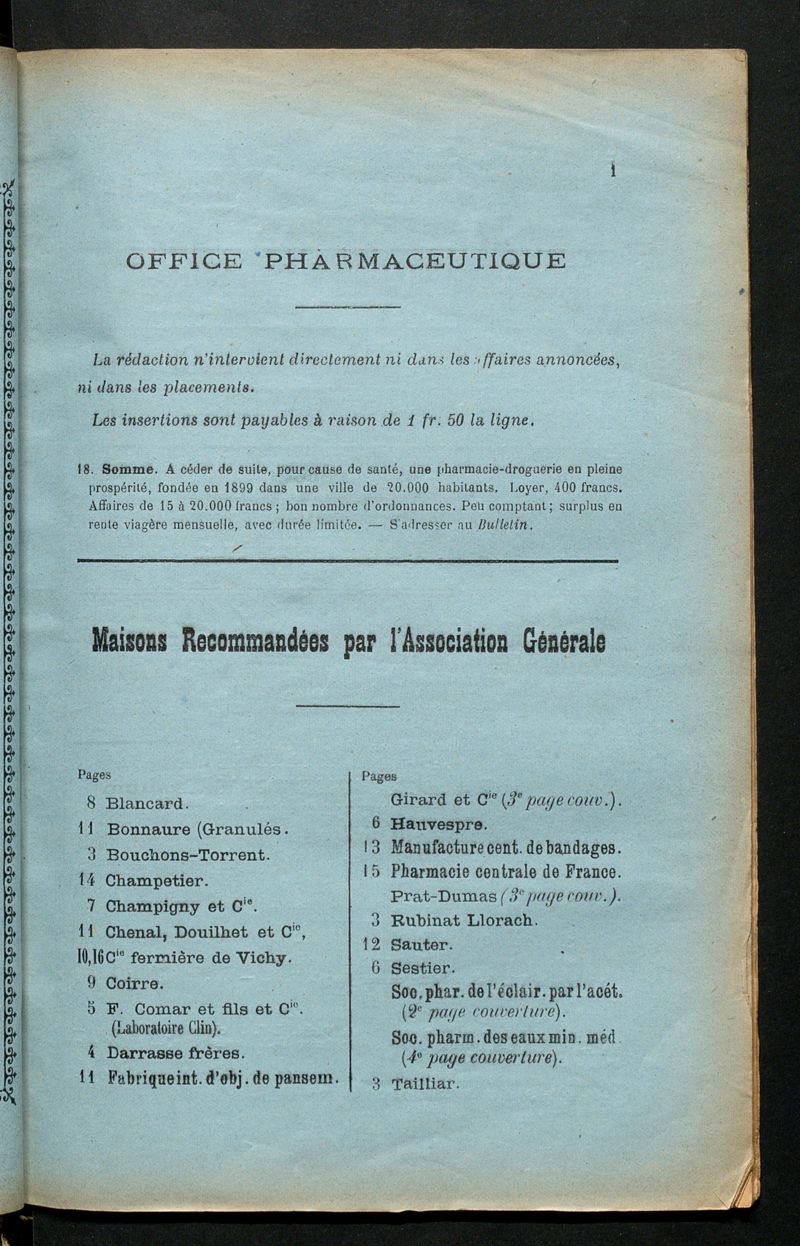 1
OFFICE PHARMACEUTIQUE
La rédaction n'intervient directement ni dans les affaires annoncées,
ni dans les placements.
Les insertions sont payables à raison de 1 fr. 50 la ligne.
18. Somme. A céder de suite, pour cause de santé, une pharmacie-droguerie en pleine
prospérité, fondée en 1899 dans une ville de 20.000 habitants. Loyer, 400 francs.
Affaires de 15 à 20.000 francs ; bon nombre d'ordonnances. Peu comptant ; surplus en
rente viagère mensuelle, avec durée limitée. — S'adresser au Bulletin.
Maisons Recommandées par l'Association Générale
Pages
8 Blancard.
11 Bonnaure (Granulés.
3 Bouchons-Torrent.
14 Champetier.
7 Champigny et Cie.
11 Chenal, Douilhet et Cie,
10,16 Cie fermière de Vichy.
9 Coirre.
5 F. Comar et fils et Cie.
(Laboratoire Clin).
4 Darrasse frères.
11 Fabrique int. d'obj. de pansem.
Pages
Girard et Cie (3e page couv.).
6 Hauvespre.
13 Manufacture cent. de bandages.
15 Pharmacie centrale de France.
Prat-Dumas (3e page couv.).
3 Rubinat Llorach.
12 Sauter.
6 Sestier.
Soc. phar. de l'éclair. par l'acét.
(2e page couverture).
Soc. pharm. des eaux min. méd.
(4e page couverture).
3 Tailliar.